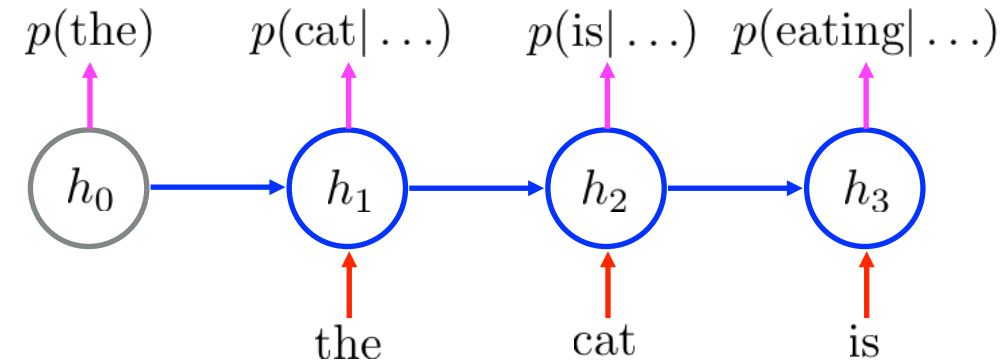 p(the) p(cat| …) p(is| …) p(eating| …)
h₀ h₁ h₂ h₃
the cat is